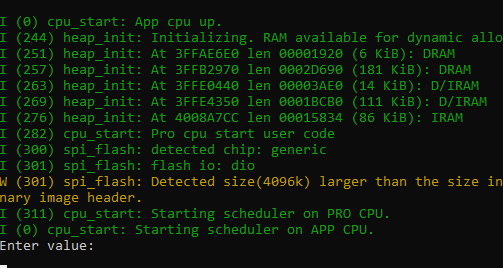 I (0) cpu_start: App cpu up.
I (244) heap_init: Initializing. RAM available for dynamic allo
I (251) heap_init: At 3FFAE6E0 len 00001920 (6 KiB): DRAM
I (257) heap_init: At 3FFB2970 len 0002D690 (181 KiB): DRAM
I (263) heap_init: At 3FFE0440 len 00003AE0 (14 KiB): D/IRAM
I (269) heap_init: At 3FFE4350 len 0001BCB0 (111 KiB): D/IRAM
I (276) heap_init: At 4008A7CC len 00015834 (86 KiB): IRAM
I (282) cpu_start: Pro cpu start user code
I (300) spi_flash: detected chip: generic
I (301) spi_flash: flash io: dio
W (301) spi_flash: Detected size(4096k) larger than the size in
nary image header.
I (311) cpu_start: Starting scheduler on PRO CPU.
I (0) cpu_start: Starting scheduler on APP CPU.
Enter value: